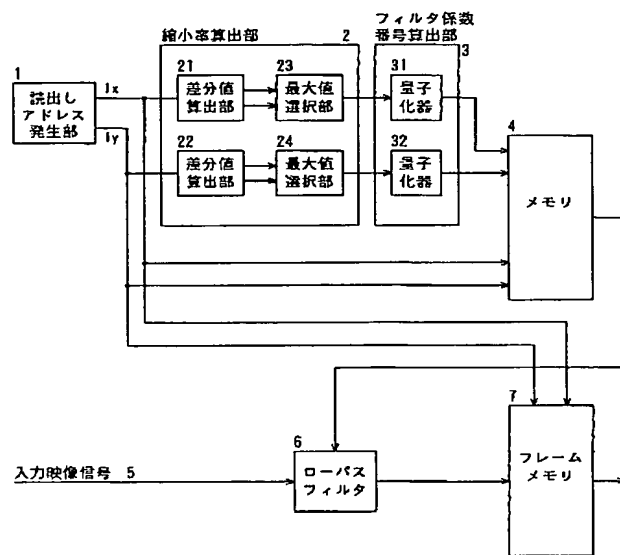 縮小率算出部 2
フィルタ係数
番号算出部
3
1
読出し
アドレス
発生部
Ix
Iy
21
差分値
算出部
23
最大値
選択部
31
量子
化器
22
差分値
算出部
24
最大値
選択部
32
量子
化器
4
メモリ
入力映像信号 5
6
ローパス
フィルタ
7
フレーム
メモリ